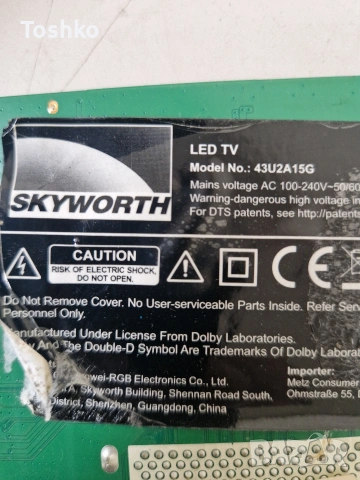 Toshko
SKYWORTH
LED TV
Model No.: 43U2A15G
Mains voltage AC 100-240V~50/60
Warning-dangerous high voltage in
For DTS patents, see http://patents
CAUTION
RISK OF ELECTRIC SHOCK,
DO NOT OPEN.
Do Not Remove Cover. No User-serviceable Parts Inside. Refer Serv
Personnel Only.
nufactured Under License From Dolby Laboratories.
y And The Double-D Symbol Are Trademarks Of Dolby Laborat
wei-RGB Electronics Co., Ltd.
A, Skyworth Building, Shennan Road South,
District, Shenzhen, Guangdong, China
Importer:
Metz Consumer
Ohmstraße 55, D